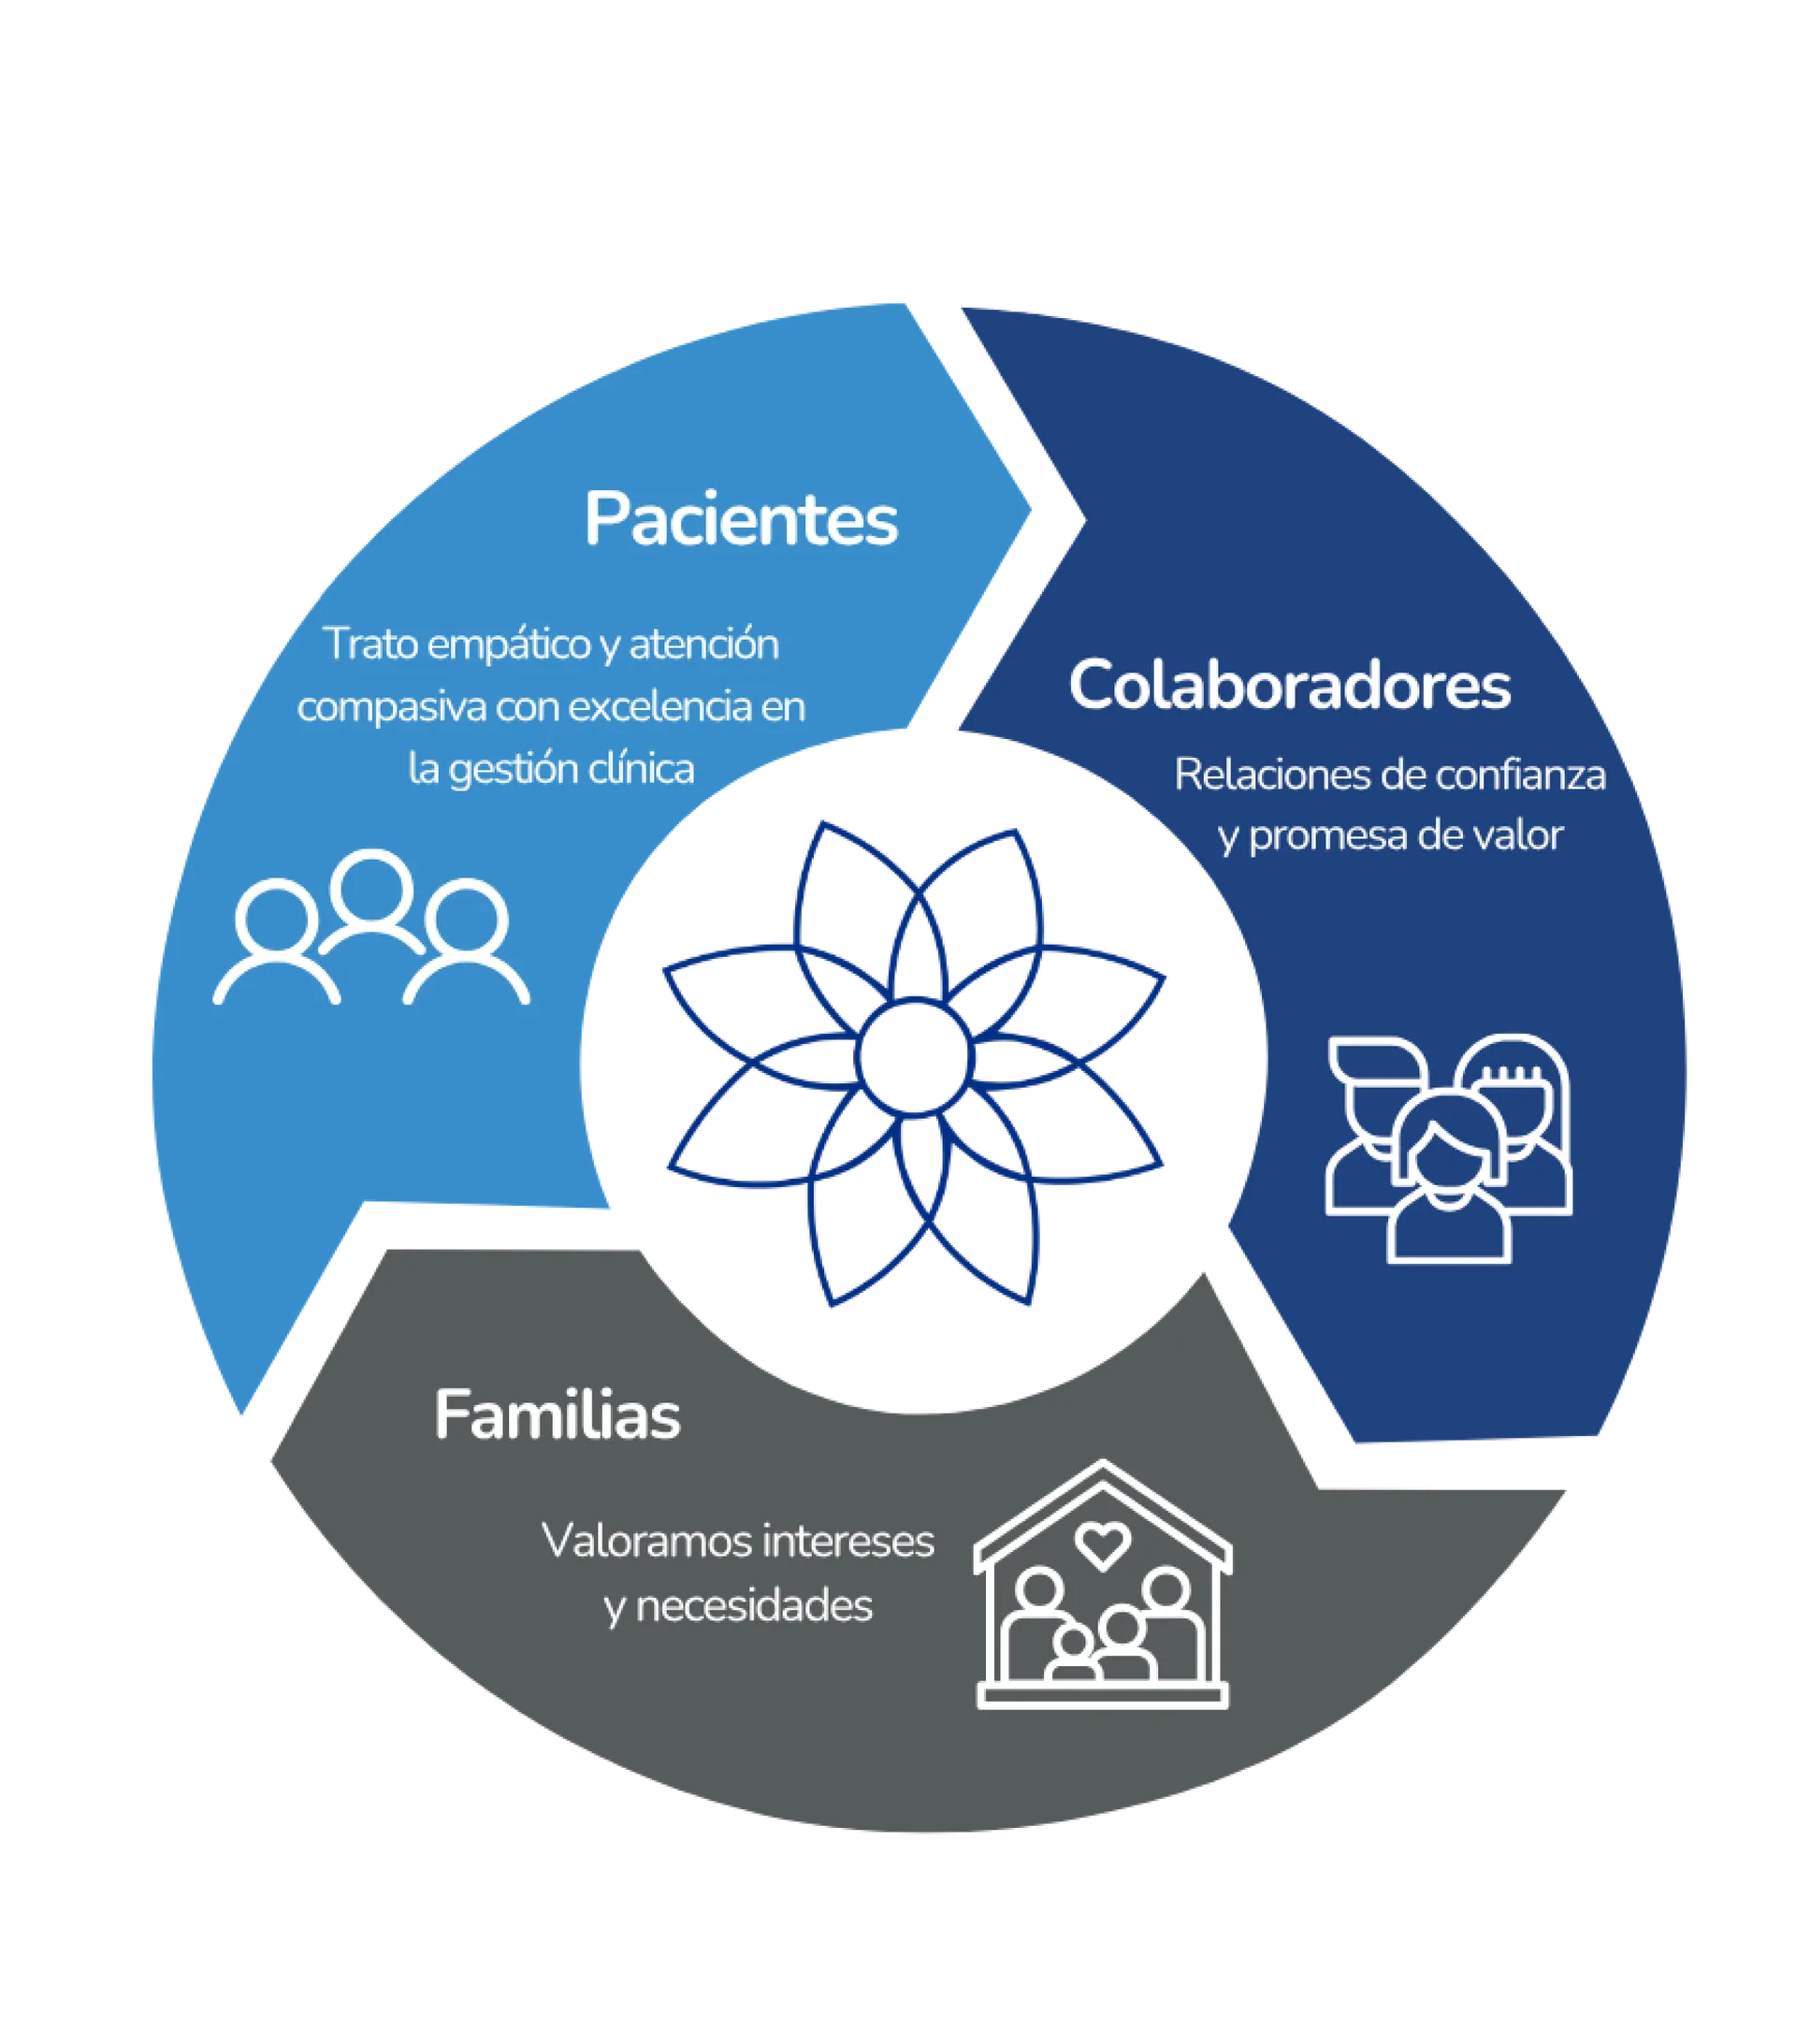 Pacientes
Trato empático y atención
compasiva con excelencia en
la gestión clínica
Colaboradores
Relaciones de confianza
y promesa de valor
Familias
Valoramos intereses
y necesidades